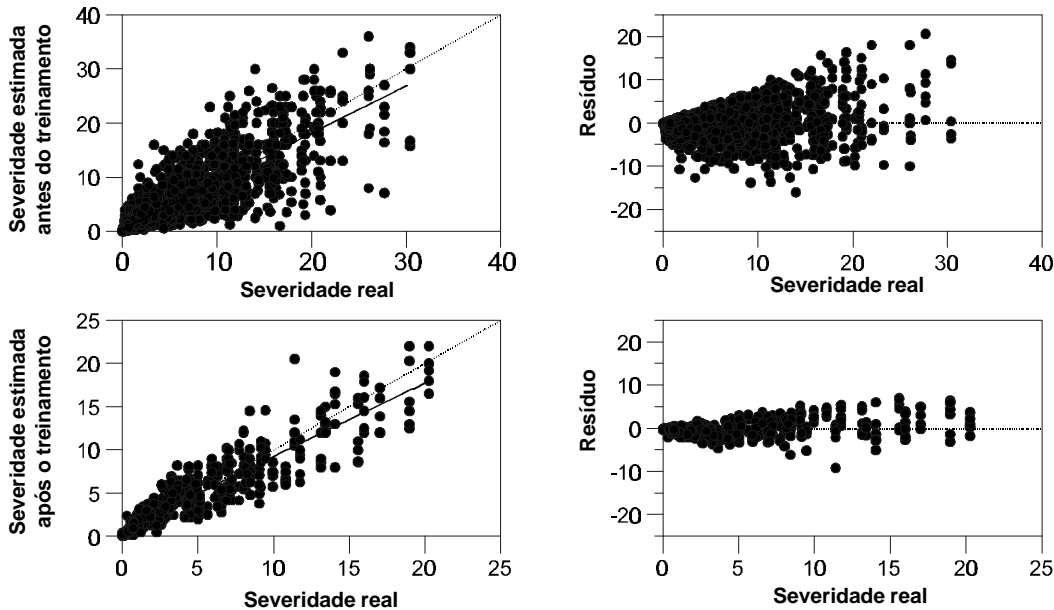 Severidade estimada
antes do treinamento
40
30
20
10
0
0 10 20 30 40
Severidade real
Resíduo
20
10
0
-10
-20
0 10 20 30 40
Severidade real
Severidade estimada
após o treinamento
25
20
15
10
5
0
0 5 10 15 20 25
Severidade real
Resíduo
20
10
0
-10
-20
0 5 10 15 20 25
Severidade real